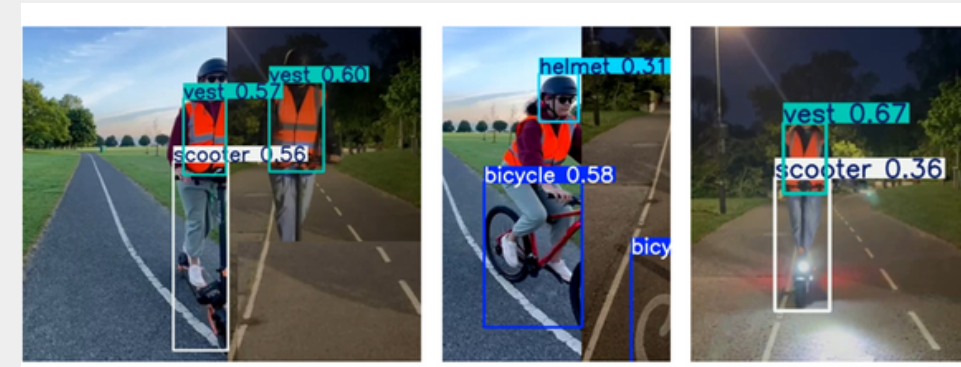 vest 0.57
vest 0.60
scooter 0.56
helmet 0.31
bicycle 0.58
bicy
vest 0.67
scooter 0.36